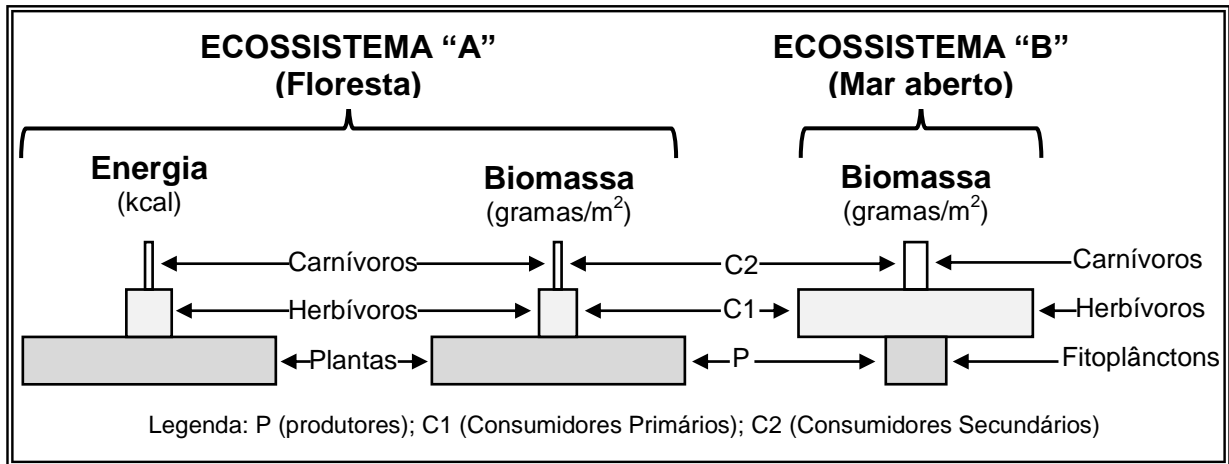 ECOSSISTEMA “A”
(Floresta)
ECOSSISTEMA “B”
(Mar aberto)
Energia
(kcal)
Biomassa
(gramas/m²)
Biomassa
(gramas/m²)
Carnívoros C2 Carnívoros
Herbívoros C1 Herbívoros
Plantas P Fitoplânctons
Legenda: P (produtores); C1 (Consumidores Primários); C2 (Consumidores Secundários)